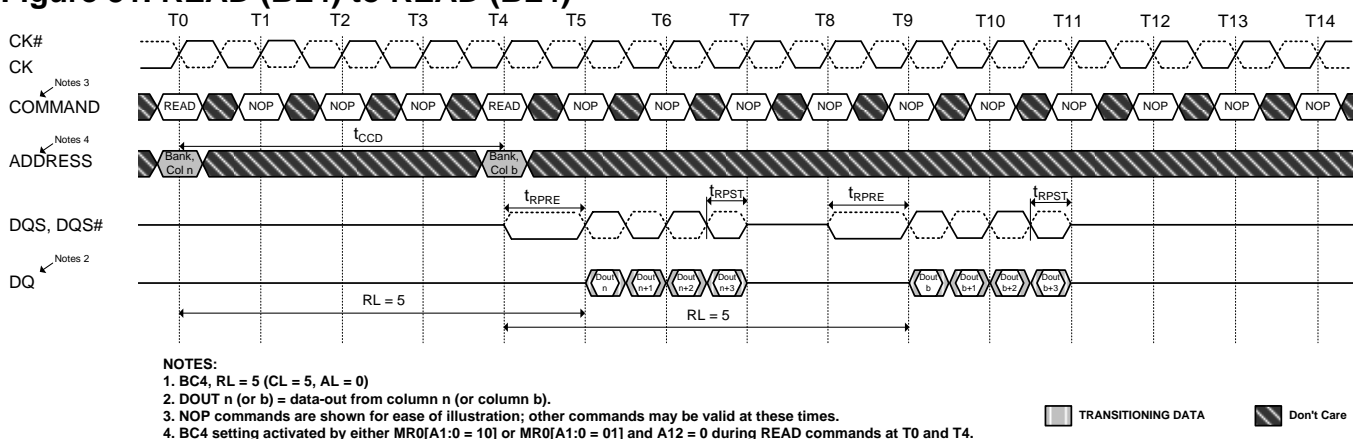 Figure 31. READ (BC4) to READ (BC4)
T0 T1 T2 T3 T4 T5 T6 T7 T8 T9 T10 T11 T12 T13 T14
CK#
CK
Notes 3
COMMAND READ NOP NOP NOP READ NOP NOP NOP NOP NOP NOP NOP NOP NOP NOP
tCCD
Notes 4
ADDRESS Bank, Col n Bank, Col b
tRPRE tRPST tRPRE tRPST
DQS, DQS#
Notes 2
DQ Dout n Dout n+1 Dout n+2 Dout n+3 Dout b Dout b+1 Dout b+2 Dout b+3
RL = 5
RL = 5
NOTES:
1. BC4, RL = 5 (CL = 5, AL = 0)
2. DOUT n (or b) = data-out from column n (or column b).
3. NOP commands are shown for ease of illustration; other commands may be valid at these times.
4. BC4 setting activated by either MR0[A1:0 = 10] or MR0[A1:0 = 01] and A12 = 0 during READ commands at T0 and T4.
TRANSITIONING DATA Don't Care